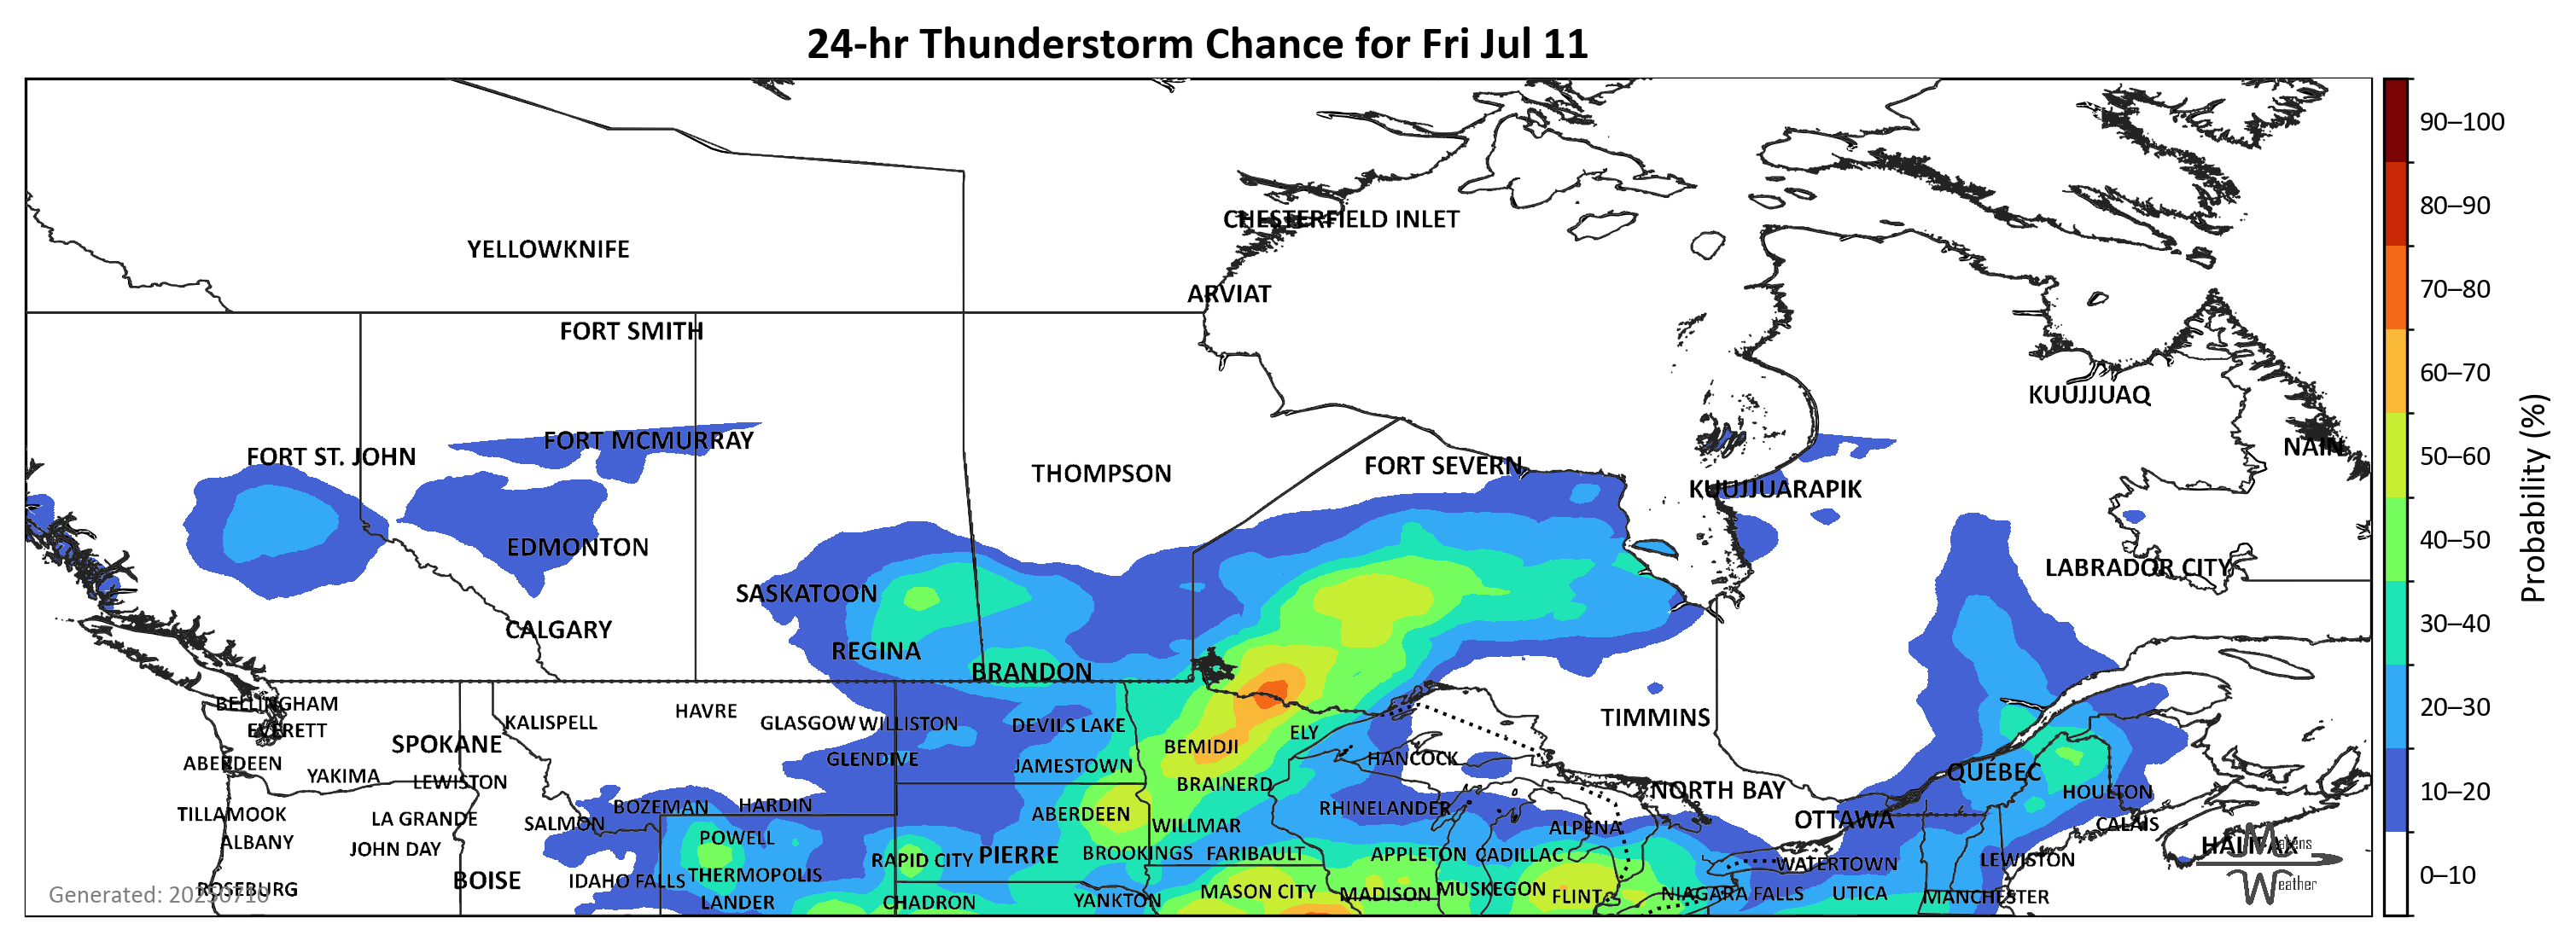 24-hr Thunderstorm Chance for Fri Jul 11
CHESTERFIELD INLET
YELLOWKNIFE
ARVIAT
FORT SMITH
KUUJJUAQ
FORT MCMURRAY
NAIN
FORT ST. JOHN
THOMPSON
FORT SEVERN
KUUJJUARAPIK
EDMONTON
LABRADOR CITY
SASKATOON
CALGARY
REGINA
BRANDON
BELLINGHAM
HAVRE
KALISPELL
GLASGOW
WILLISTON
DEVILS LAKE
TIMMINS
EVERETT
ELY
SPOKANE
BEMIDJI
ABERDEEN
GLENDIVE
HANCOCK
JAMESTOWN
YAKIMA
LEWISTON
QUÉBEC
BRAINERD
NORTH BAY
HOULTON
BOZEMAN
HARDIN
RHINELANDER
TILLAMOOK
LA GRANDE
SALMON
ABERDEEN
WILLMAR
ALPENA
OTTAWA
CALAIS
ALBANY
JOHN DAY
POWELL
RAPID CITY
PIERRE
BROOKINGS
FARIBAULT
APPLETON
CADILLAC
WATERTOWN
LEWISTON
HALIFAX
BOISE
IDAHO FALLS
THERMOPOLIS
ROSEBURG
LANDER
CHADRON
YANKTON
MASON CITY
MADISON
MUSKEGON
FLINT
NIAGARA FALLS
UTICA
MANCHESTER
Generated: 20250710
Weather
90–100
80–90
70–80
60–70
50–60
40–50
30–40
20–30
10–20
0–10
Probability (%)